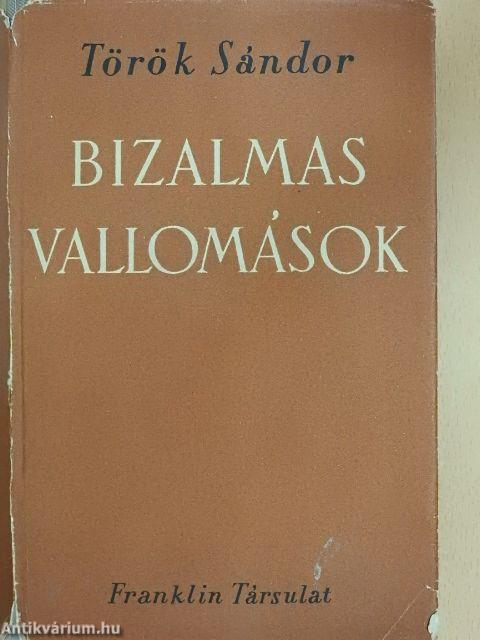 Török Sándor
BIZALMAS
VALLOMÁSOK
Franklin Társulat
Antikvárium.hu